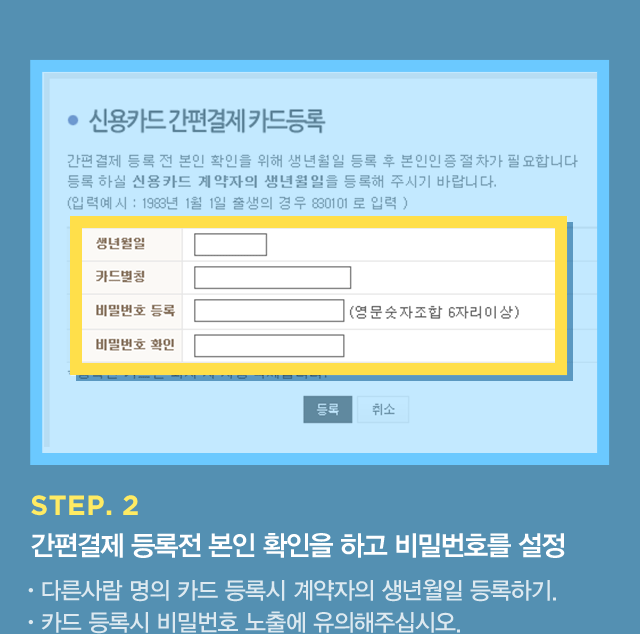 • 신용카드 간편결제 카드등록
간편결제 등록 전 본인 확인을 위해 생년월일 등록 후 본인인증 절차가 필요합니다
등록 하실 신용카드 계약자의 생년월일을 등록해 주시기 바랍니다.
(입력예시 : 1983년 1월 1일 출생의 경우 830101 로 입력 )
생년월일
카드별칭
비밀번호 등록 (영문숫자조합 6자리이상)
비밀번호 확인
등록 취소
STEP. 2
간편결제 등록전 본인 확인을 하고 비밀번호를 설정
· 다른사람 명의 카드 등록시 계약자의 생년월일 등록하기.
· 카드 등록시 비밀번호 노출에 유의해주십시오.